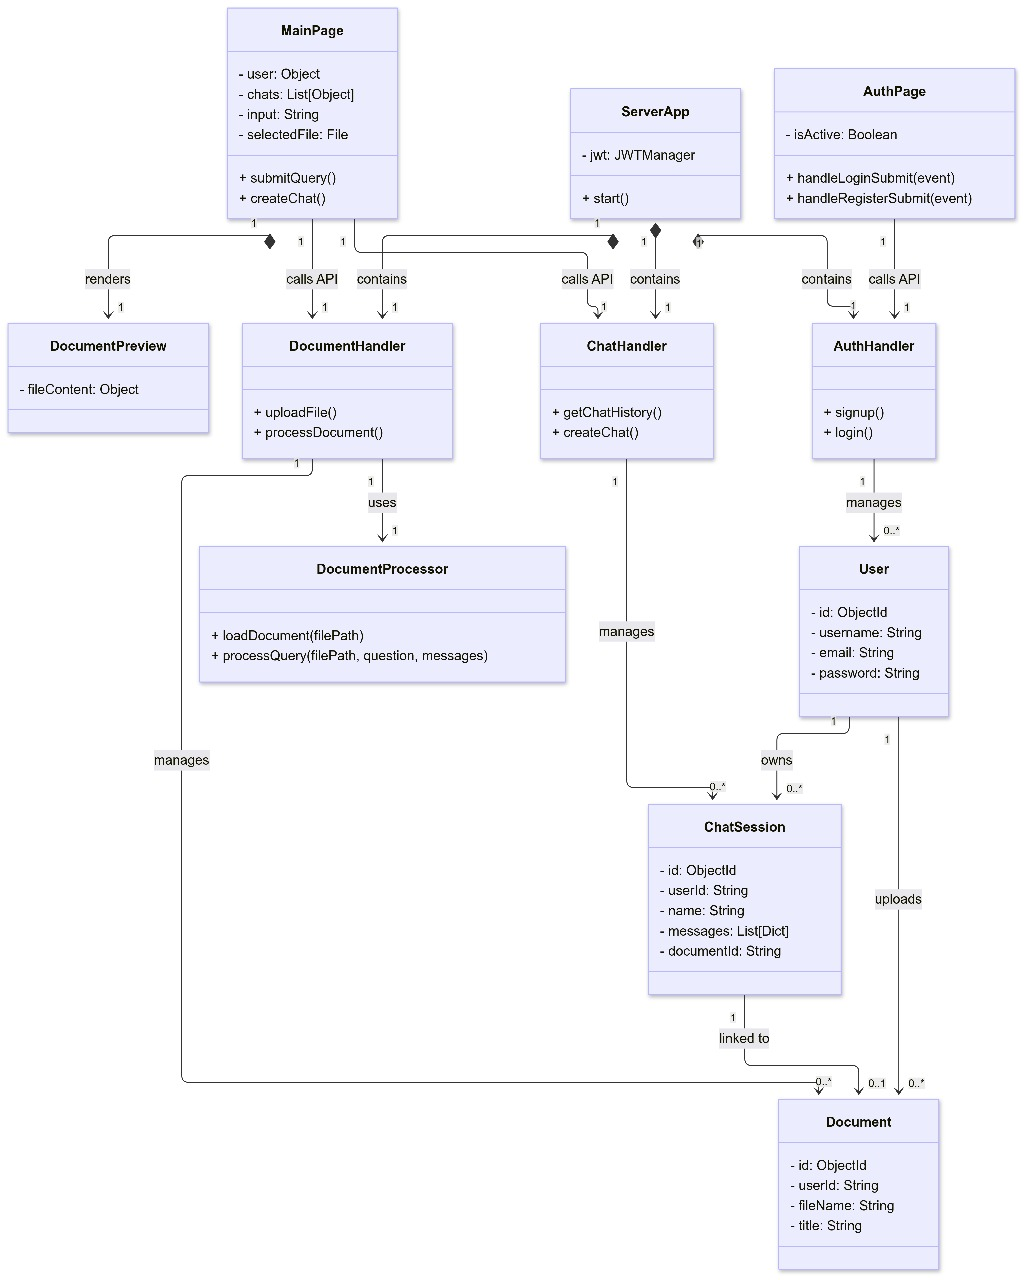 MainPage
- user: Object
- chats: List[Object]
- input: String
- selectedFile: File
+ submitQuery()
+ createChat()
ServerApp
- jwt: JWTManager
+ start()
AuthPage
- isActive: Boolean
+ handleLoginSubmit(event)
+ handleRegisterSubmit(event)
1
1
1
1
1
1
1
renders
calls API
contains
calls API
contains
contains
calls API
1
1
1
1
1
1
1
DocumentPreview
- fileContent: Object
DocumentHandler
+ uploadFile()
+ processDocument()
ChatHandler
+ getChatHistory()
+ createChat()
AuthHandler
+ signup()
+ login()
1
1
1
1
uses
manages
1
0..*
DocumentProcessor
+ loadDocument(filePath)
+ processQuery(filePath, question, messages)
User
- id: ObjectId
- username: String
- email: String
- password: String
manages
1
1
manages
owns
0..*
0..*
ChatSession
- id: ObjectId
- userId: String
- name: String
- messages: List[Dict]
- documentId: String
uploads
1
linked to
0..*
0..1
0..*
Document
- id: ObjectId
- userId: String
- fileName: String
- title: String